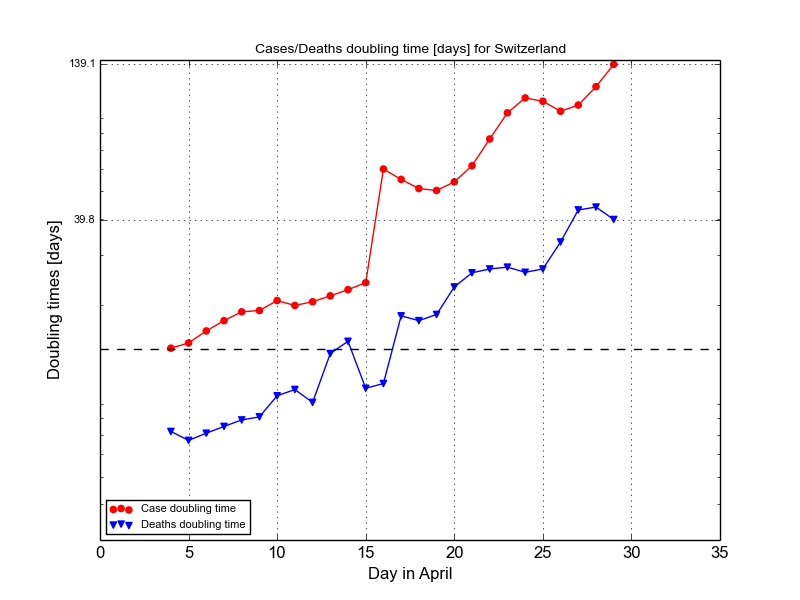 Cases/Deaths doubling time [days] for Switzerland
139.1
39.8
Doubling times [days]
Case doubling time
Deaths doubling time
0 5 10 15 20 25 30 35
Day in April